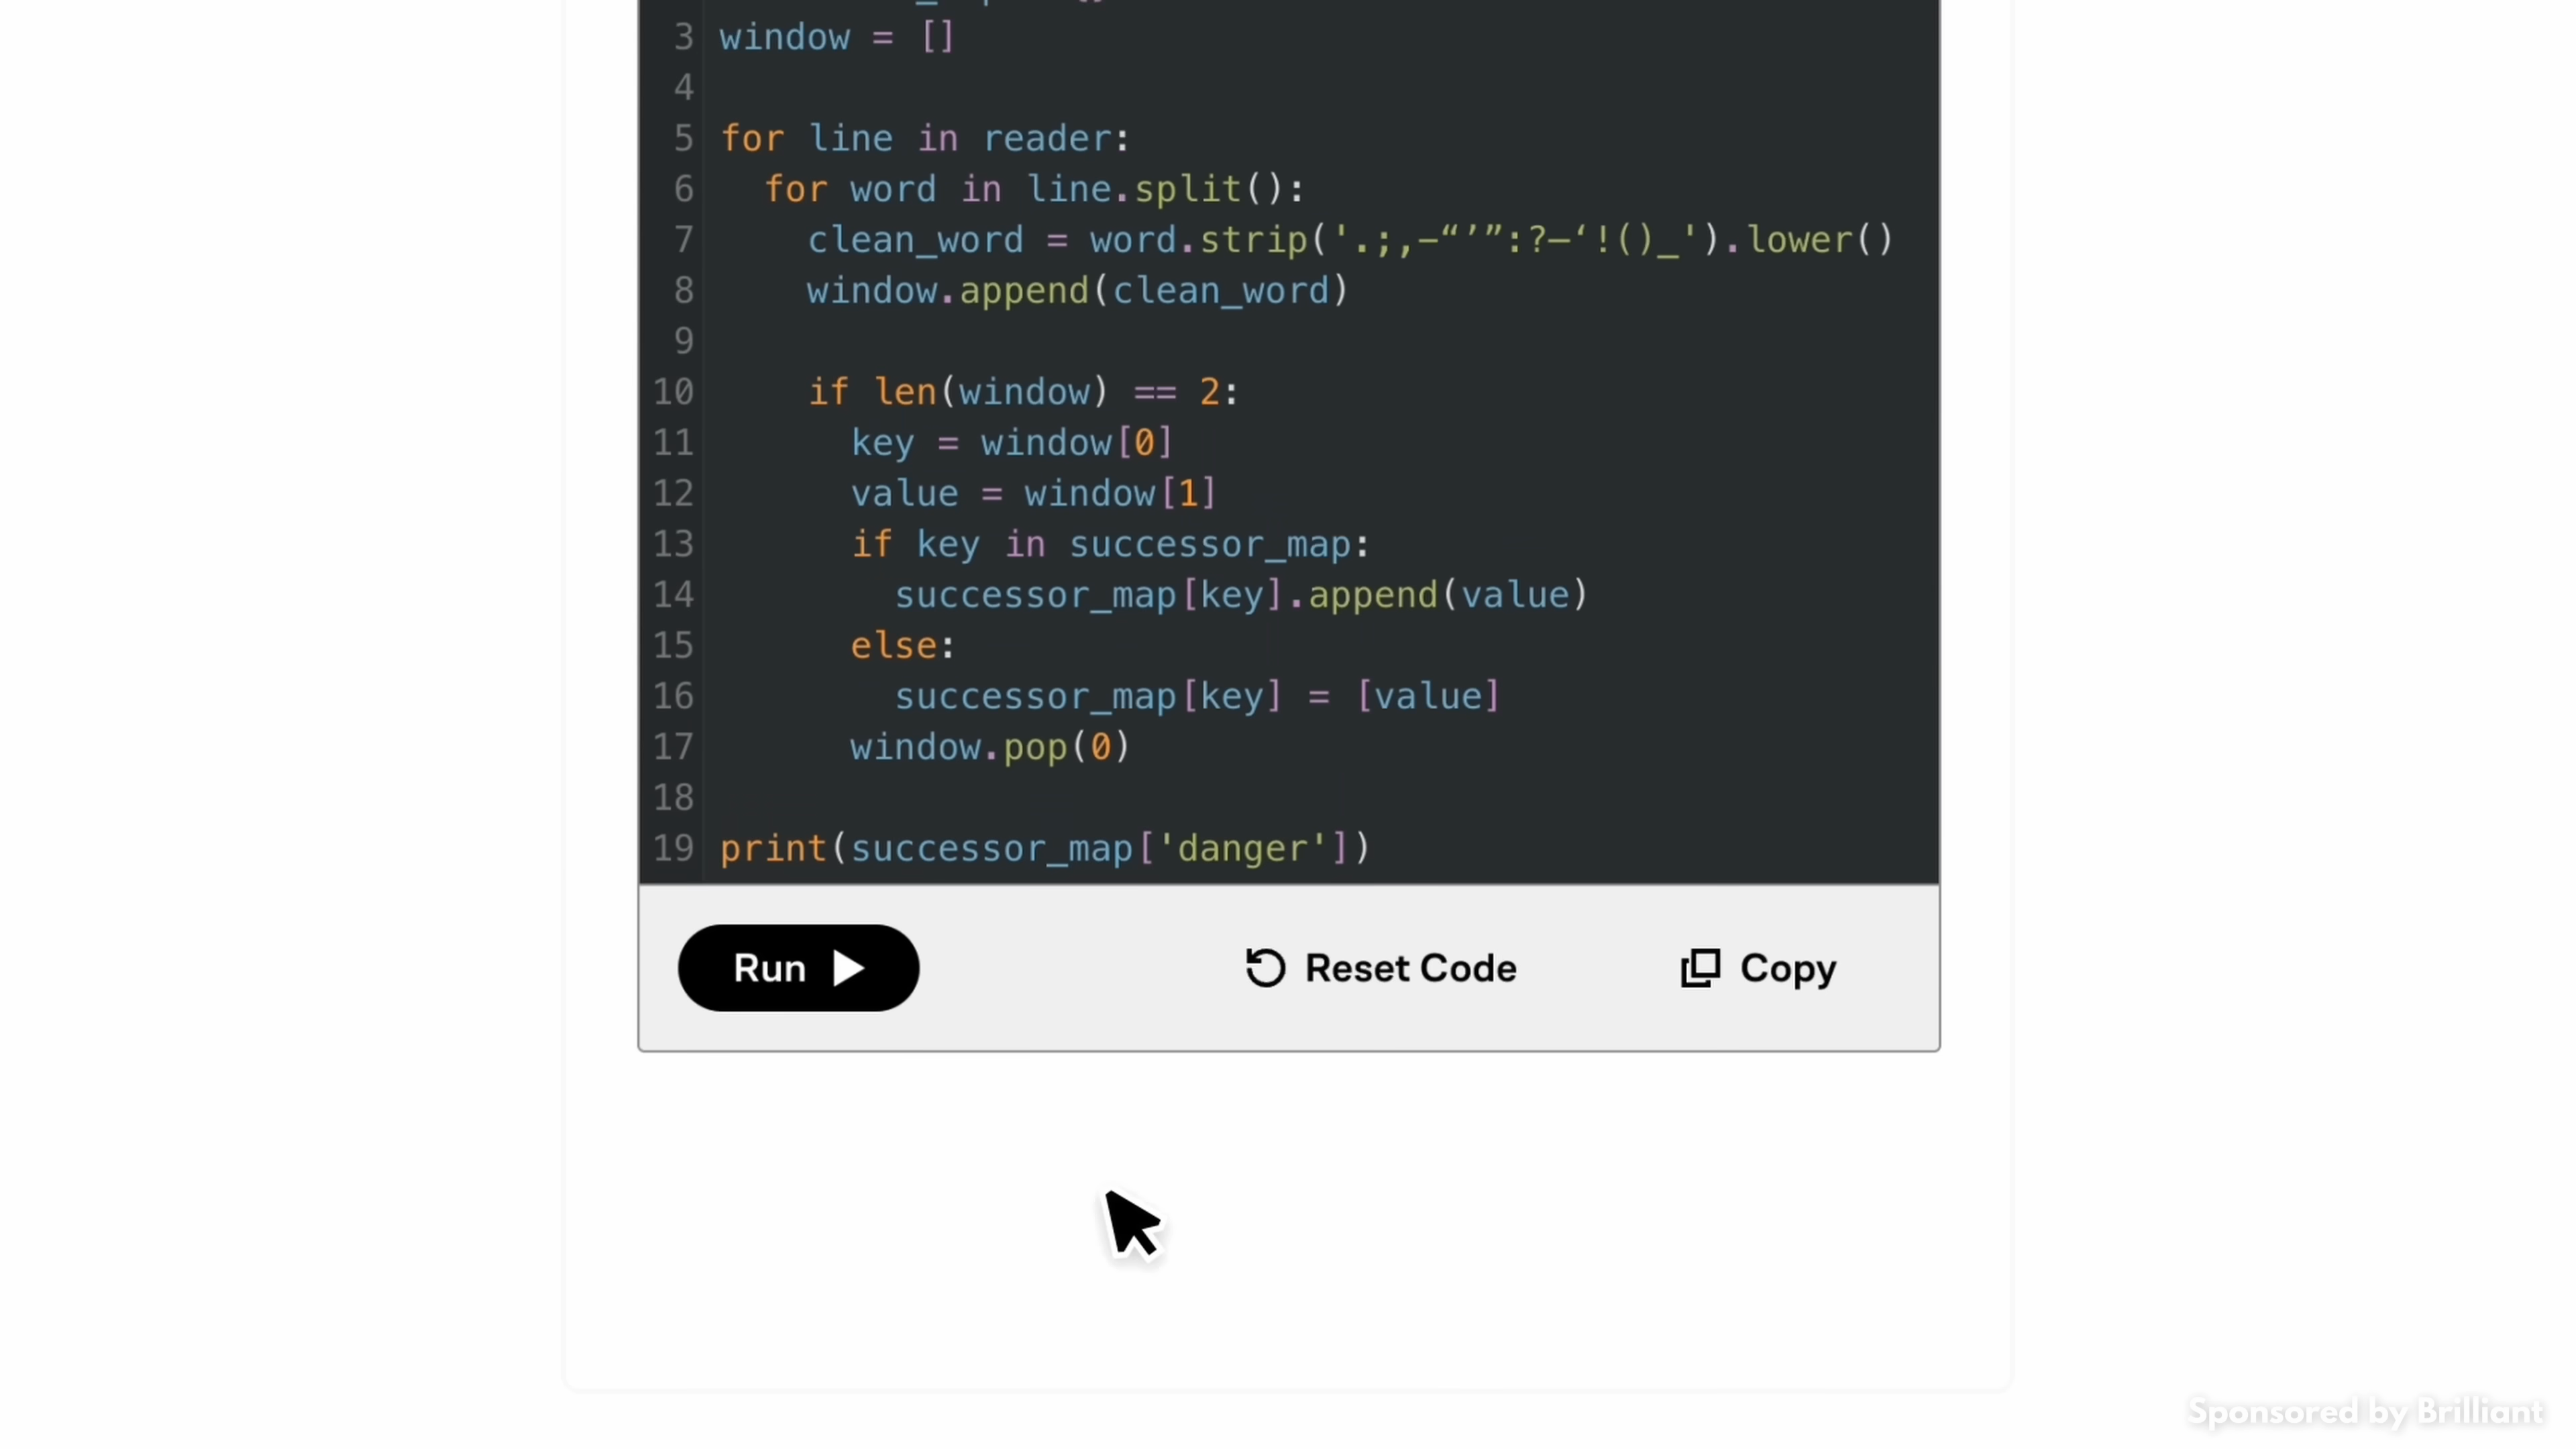 3 window = []
4
5 for line in reader:
6   for word in line.split():
7     clean_word = word.strip('.;,—“’”:?—‘!()_').lower()
8     window.append(clean_word)
9
10     if len(window) == 2:
11       key = window[0]
12       value = window[1]
13       if key in successor_map:
14         successor_map[key].append(value)
15       else:
16         successor_map[key] = [value]
17       window.pop(0)
18
19 print(successor_map['danger'])
Run
Reset Code
Copy
Sponsored by Brilliant